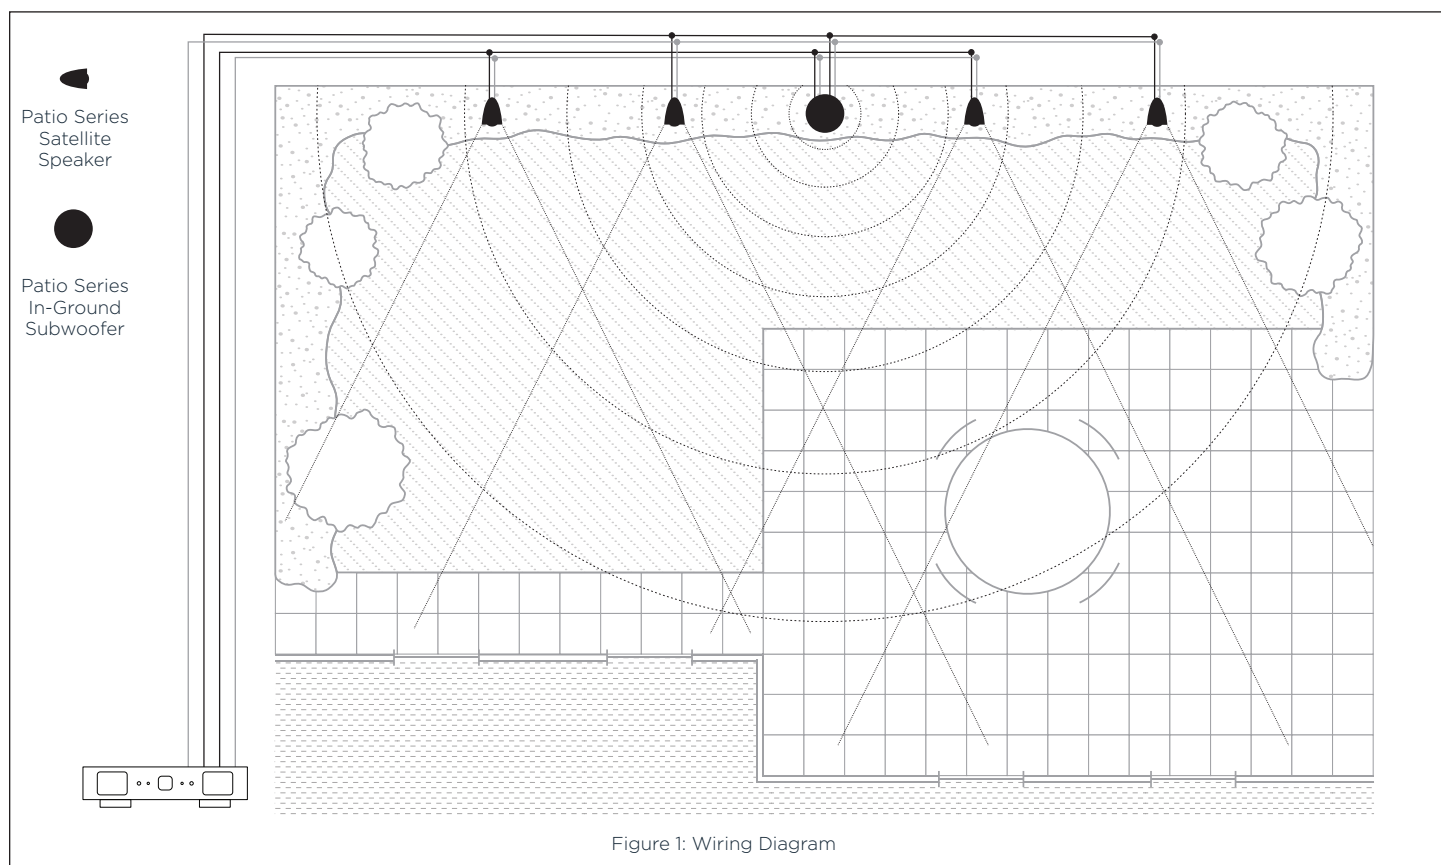 Patio Series
Satellite
Speaker
Patio Series
In-Ground
Subwoofer
Figure 1: Wiring Diagram